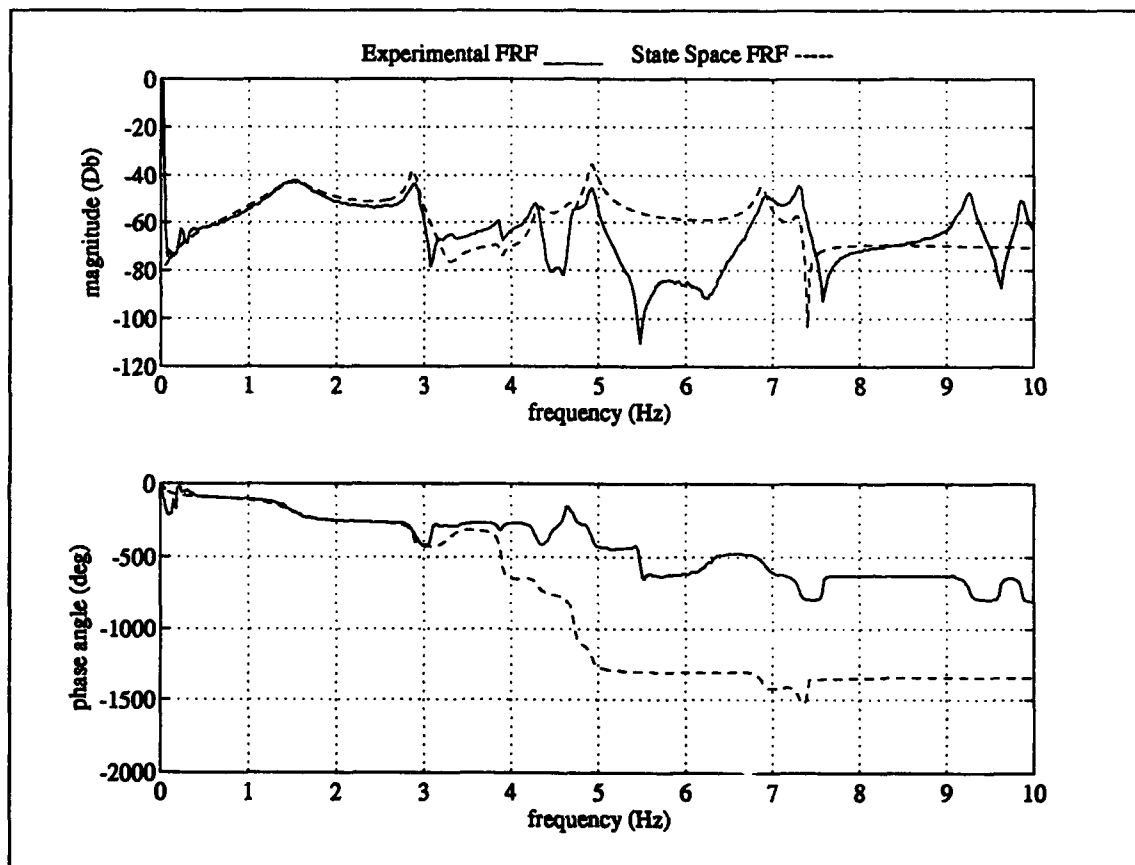 Experimental FRF ______ State Space FRF -----
0
-20
-40
-60
-80
-100
-120
magnitude (Db)
0 1 2 3 4 5 6 7 8 9 10
frequency (Hz)
0
-500
-1000
-1500
-2000
phase angle (deg)
0 1 2 3 4 5 6 7 8 9 10
frequency (Hz)